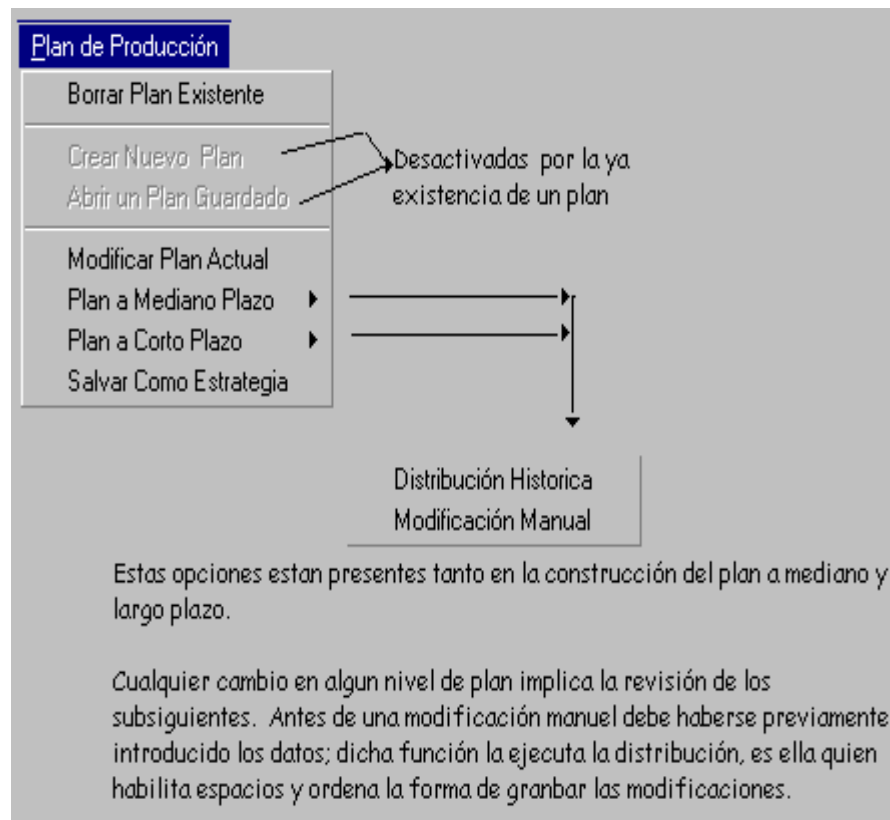 Plan de Producción
Borrar Plan Existente
Crear Nuevo Plan
Abrir un Plan Guardado
Desactivadas por la ya
existencia de un plan
Modificar Plan Actual
Plan a Mediano Plazo
Plan a Corto Plazo
Salvar Como Estrategia
Distribución Historica
Modificación Manual
Estas opciones estan presentes tanto en la construcción del plan a mediano y
largo plazo.
Cualquier cambio en algun nivel de plan implica la revisión de los
subsiguientes. Antes de una modificación manuel debe haberse previamente
introducido los datos; dicha función la ejecuta la distribución, es ella quien
habilita espacios y ordena la forma de granbar las modificaciones.